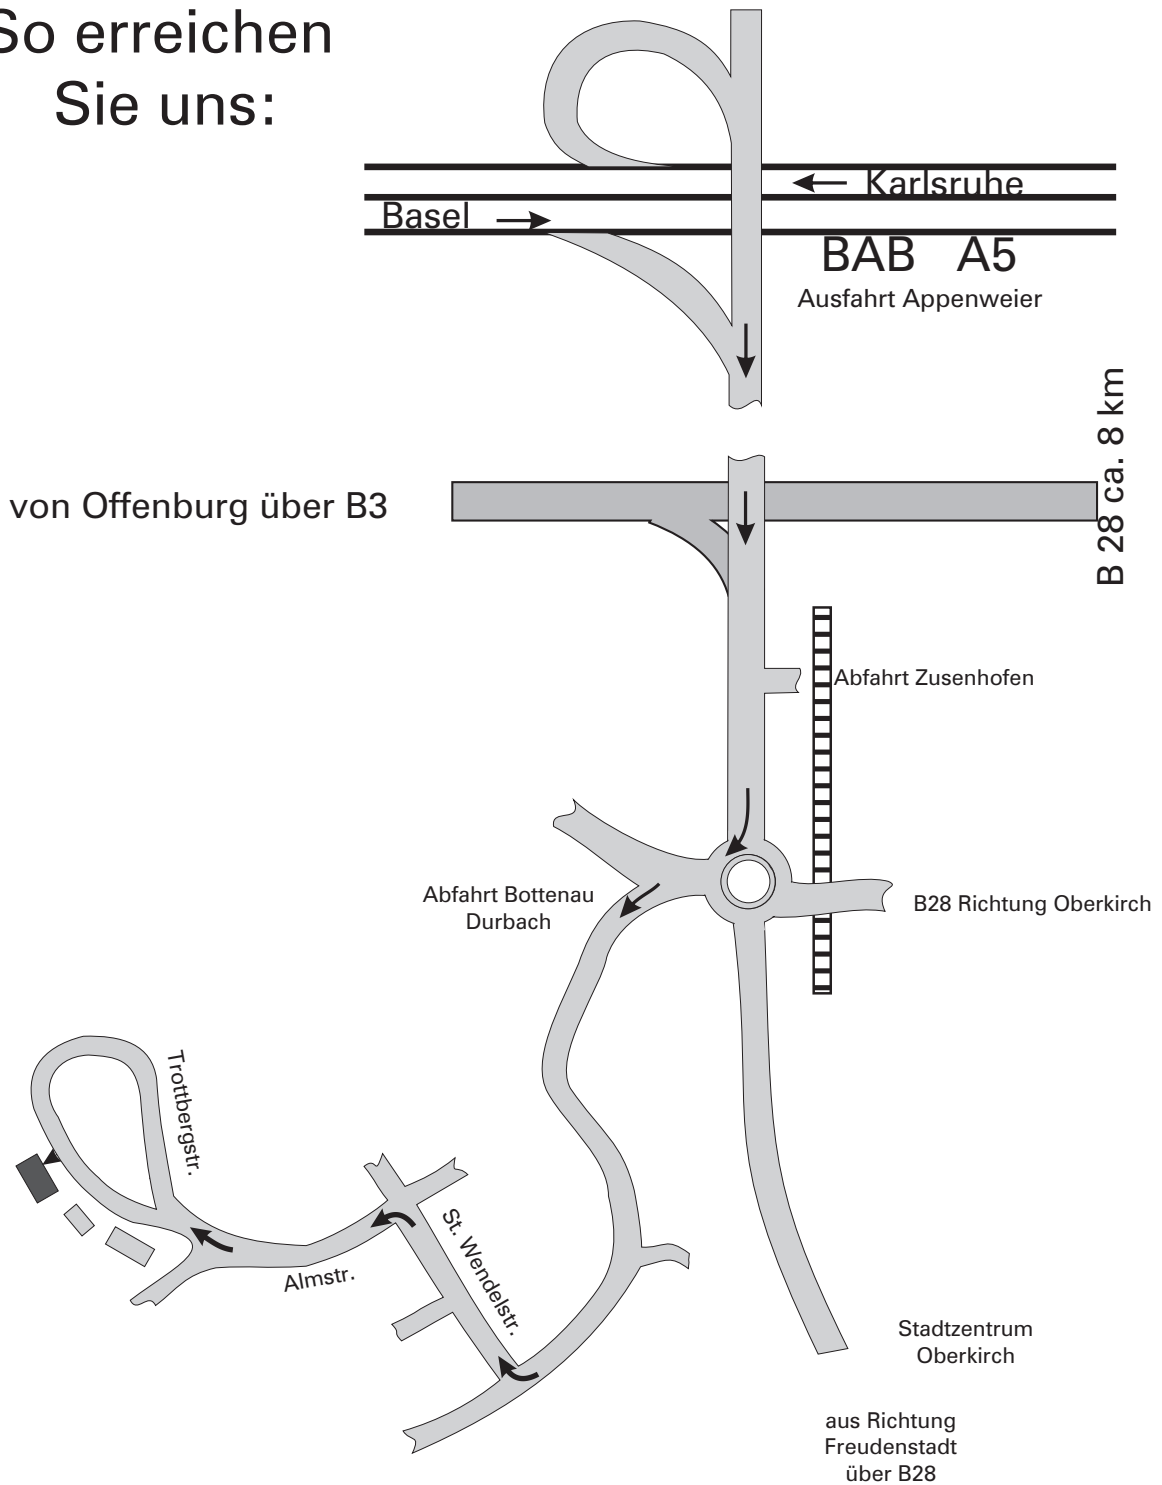 So erreichen
Sie uns:
Karlsruhe
Basel
BAB A5
Ausfahrt Appenweier
B 28 ca. 8 km
von Offenburg über B3
Abfahrt Zusenhofen
Abfahrt Bottenau
Durbach
B28 Richtung Oberkirch
Trottbergstr.
St. Wendelstr.
Almstr.
Stadtzentrum
Oberkirch
aus Richtung
Freudenstadt
über B28